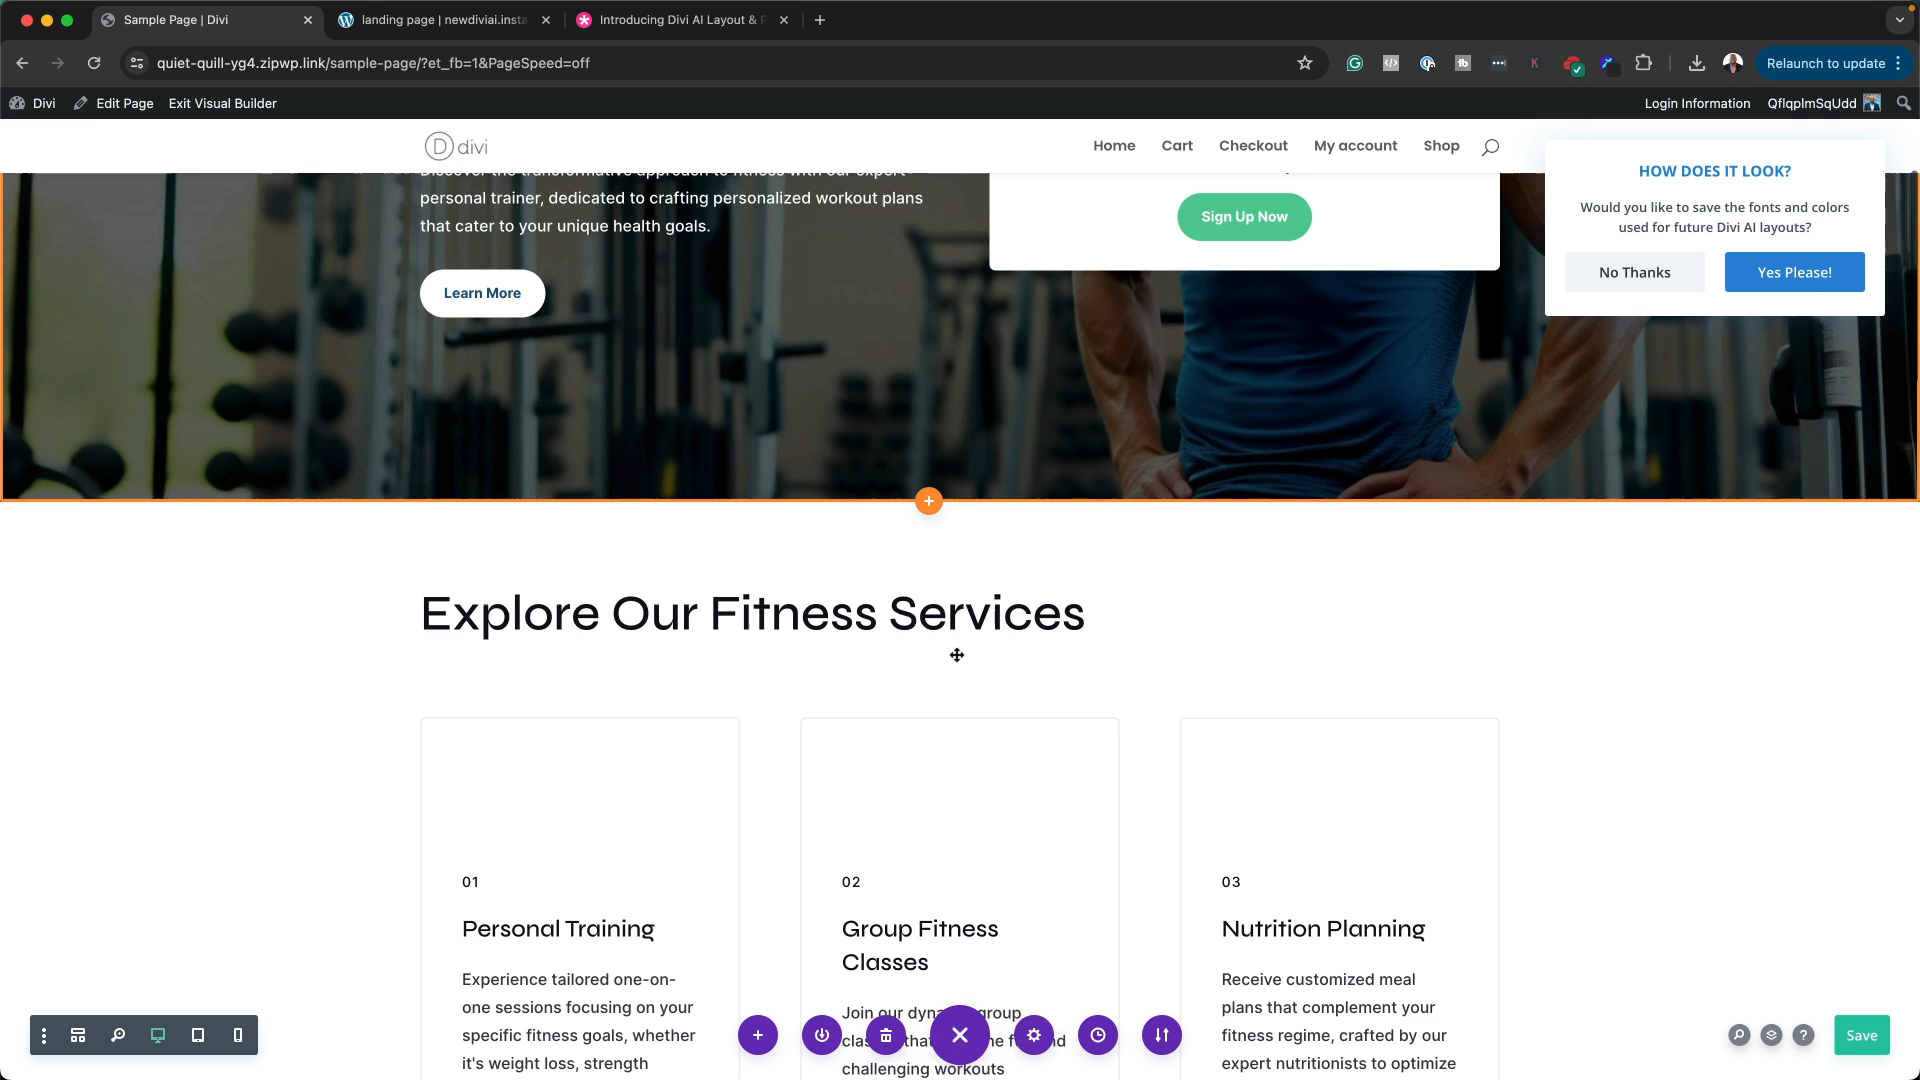 Sample Page | Divi
landing page | newdiviai.insta
Introducing Divi AI Layout & P
quiet-quill-yg4.zipwp.link/sample-page/?et_fb=1&PageSpeed=off
Relaunch to update
Divi
Edit Page
Exit Visual Builder
Login Information
QflqplmSqUdd
divi
Home
Cart
Checkout
My account
Shop
Discover the transformative approach to fitness with our expert
personal trainer, dedicated to crafting personalized workout plans
that cater to your unique health goals.
Learn More
Sign Up Now
HOW DOES IT LOOK?
Would you like to save the fonts and colors
used for future Divi AI layouts?
No Thanks
Yes Please!
Explore Our Fitness Services
01
Personal Training
Experience tailored one-on-
one sessions focusing on your
specific fitness goals, whether
it's weight loss, strength
02
Group Fitness
Classes
Join our group
challenging workouts
03
Nutrition Planning
Receive customized meal
plans that complement your
fitness regime, crafted by our
expert nutritionists to optimize
Save